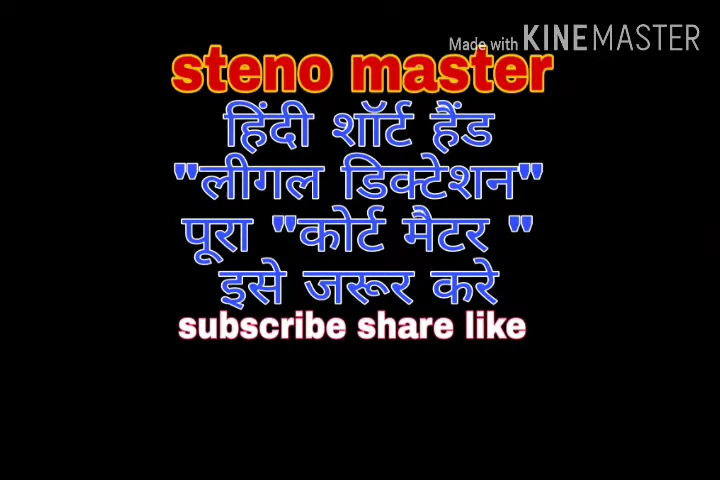 Made with KINEMASTER
steno master
हिंदी शॉर्ट हैंड
"लीगल डिक्टेशन"
पूरा "कोर्ट मैटर "
इसे जरूर करे
subscribe share like